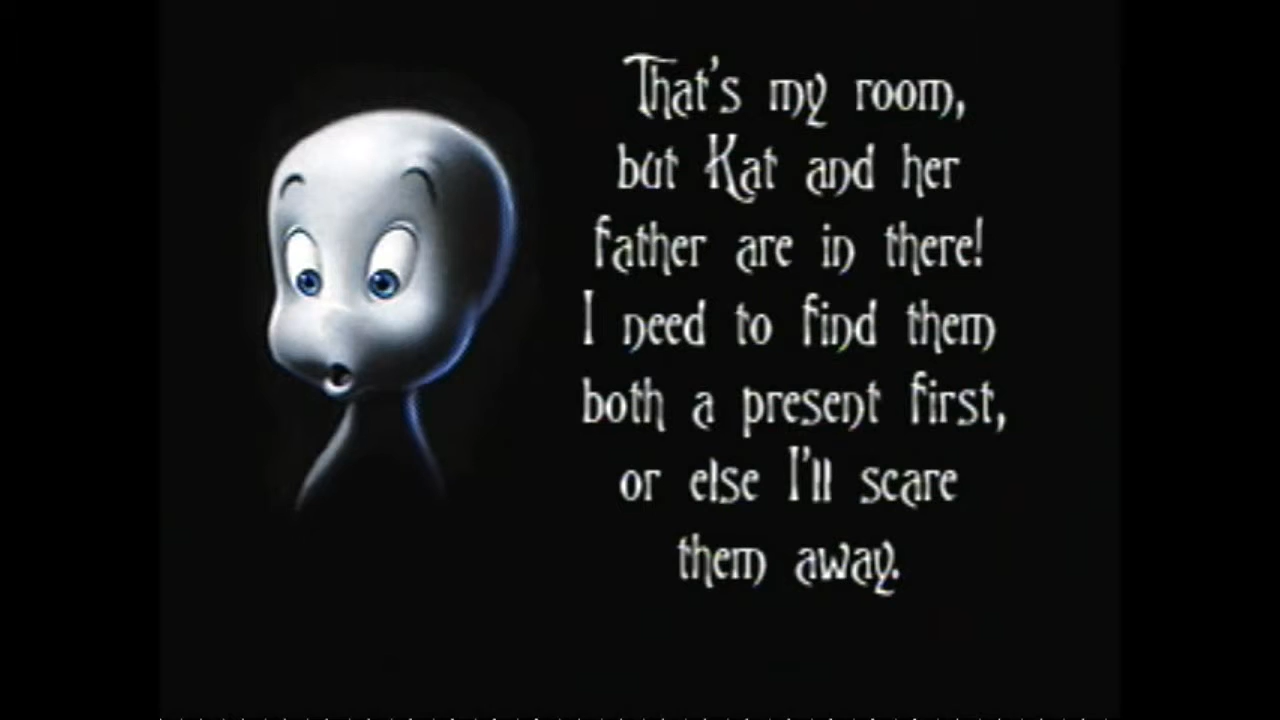 That's my room,
but Kat and her
father are in there!
I need to find them
both a present first,
or else I'll scare
them away.